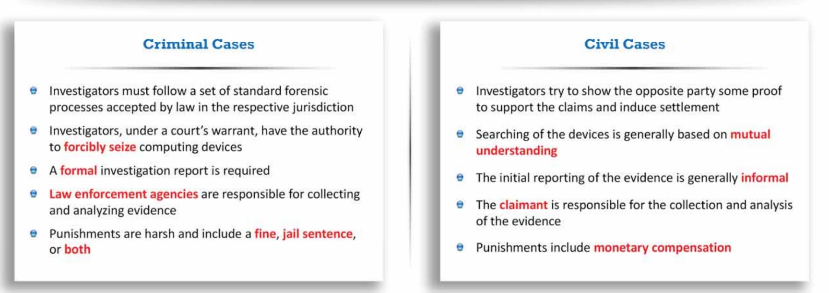 Criminal Cases
Investigators must follow a set of standard forensic
processes accepted by law in the respective jurisdiction
Investigators, under a court's warrant, have the authority
to forcibly seize computing devices
A formal investigation report is required
Law enforcement agencies are responsible for collecting
and analyzing evidence
Punishments are harsh and include a fine, jail sentence,
or both
Civil Cases
Investigators try to show the opposite party some proof
to support the claims and induce settlement
Searching of the devices is generally based on mutual
understanding
The initial reporting of the evidence is generally informal
The claimant is responsible for the collection and analysis
of the evidence
Punishments include monetary compensation